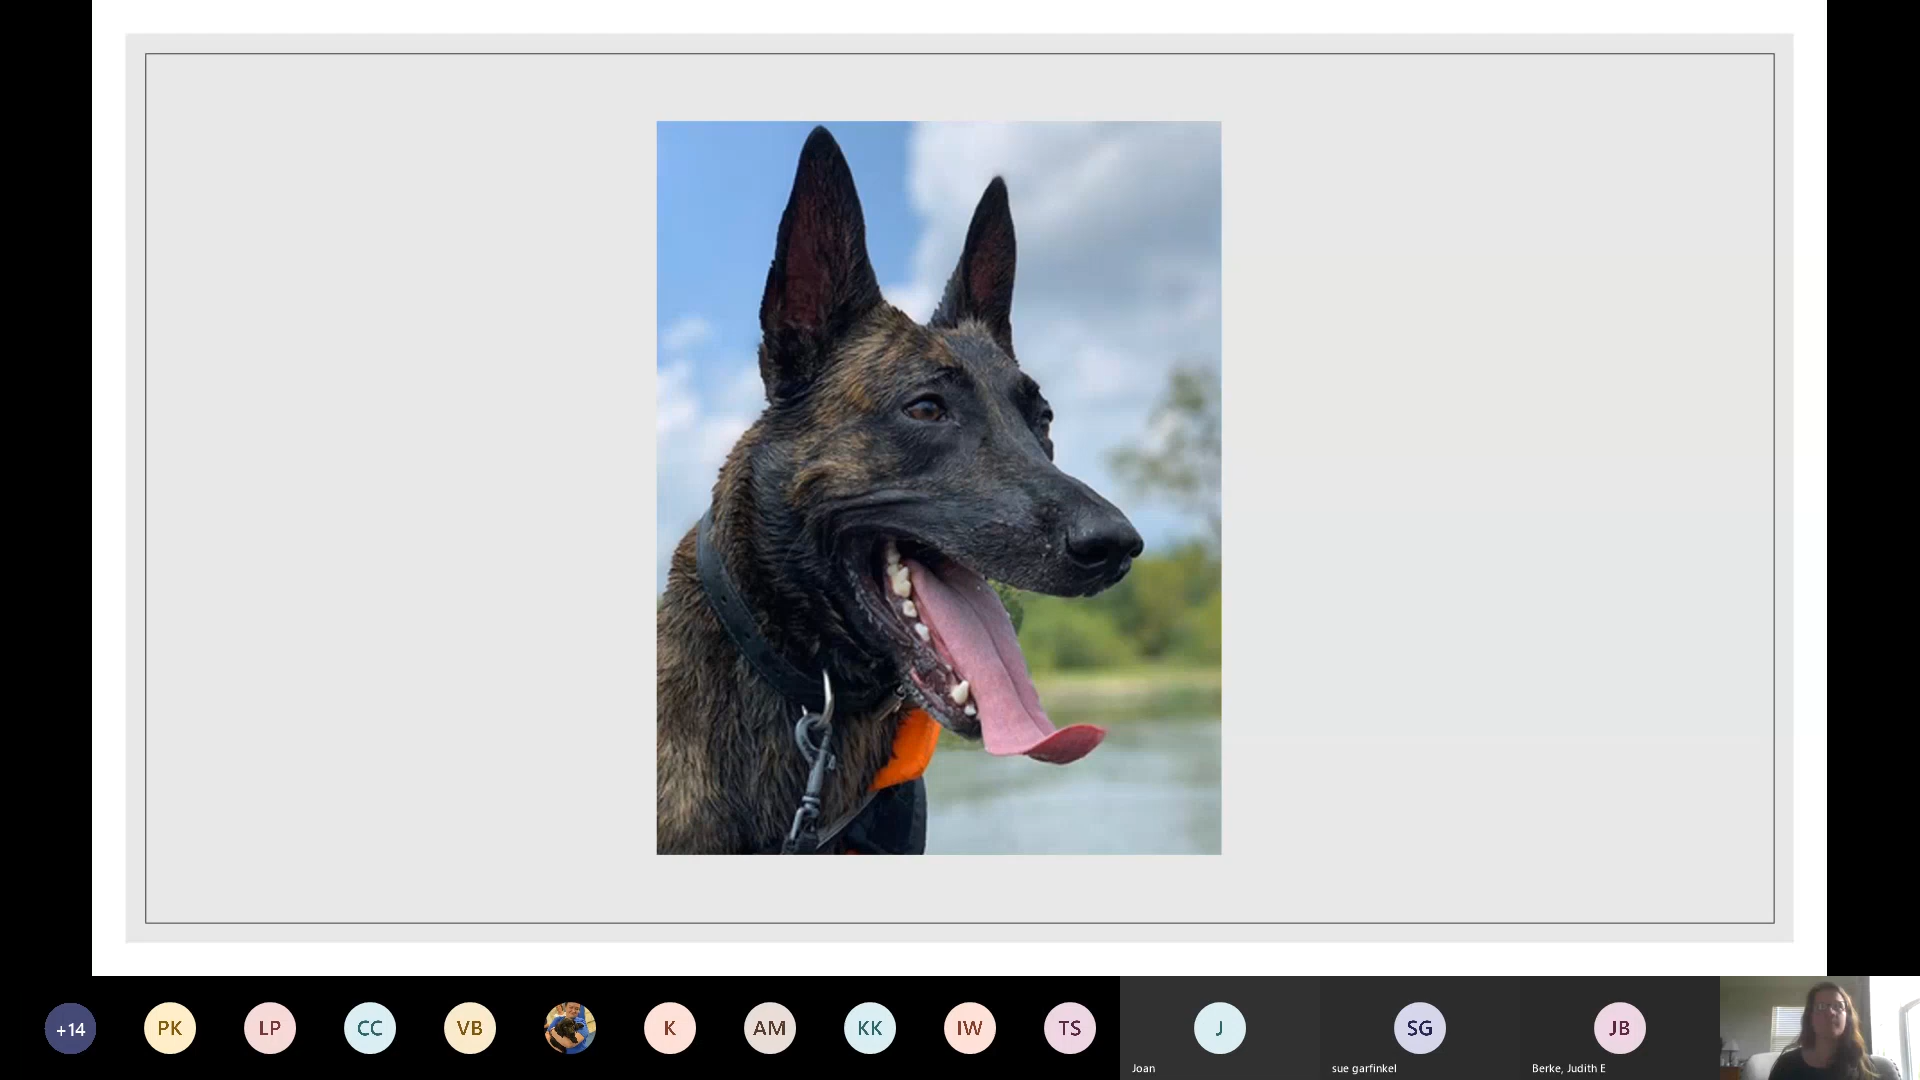 +14
PK
LP
CC
VB
K
AM
KK
IW
TS
J
SG
JB
Joan
sue garfinkel
Berke, Judith E